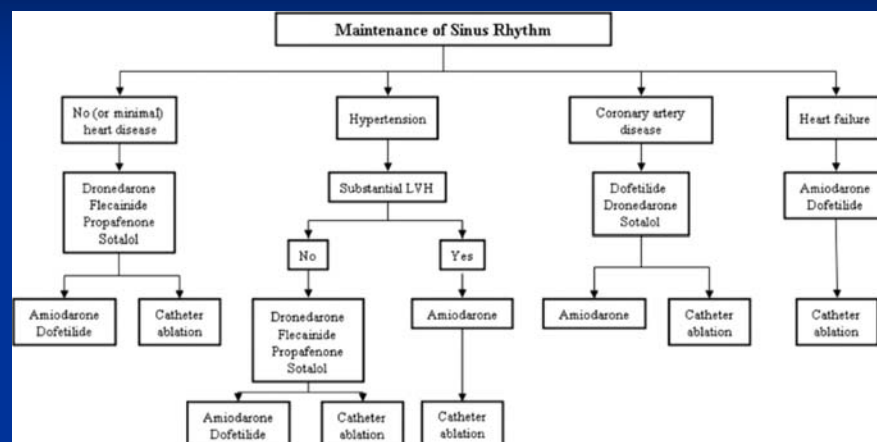 Maintenance of Sinus Rhythm
No (or minimal)
heart disease
Hypertension
Coronary artery
disease
Heart failure
Dronedarone
Flecainide
Propafenone
Sotalol
Substantial LVH
Dofetilide
Dronedarone
Sotalol
Amiodarone
Dofetilide
No
Yes
Amiodarone
Dofetilide
Catheter
ablation
Dronedarone
Flecainide
Propafenone
Sotalol
Amiodarone
Amiodarone
Catheter
ablation
Catheter
ablation
Amiodarone
Dofetilide
Catheter
ablation
Catheter
ablation